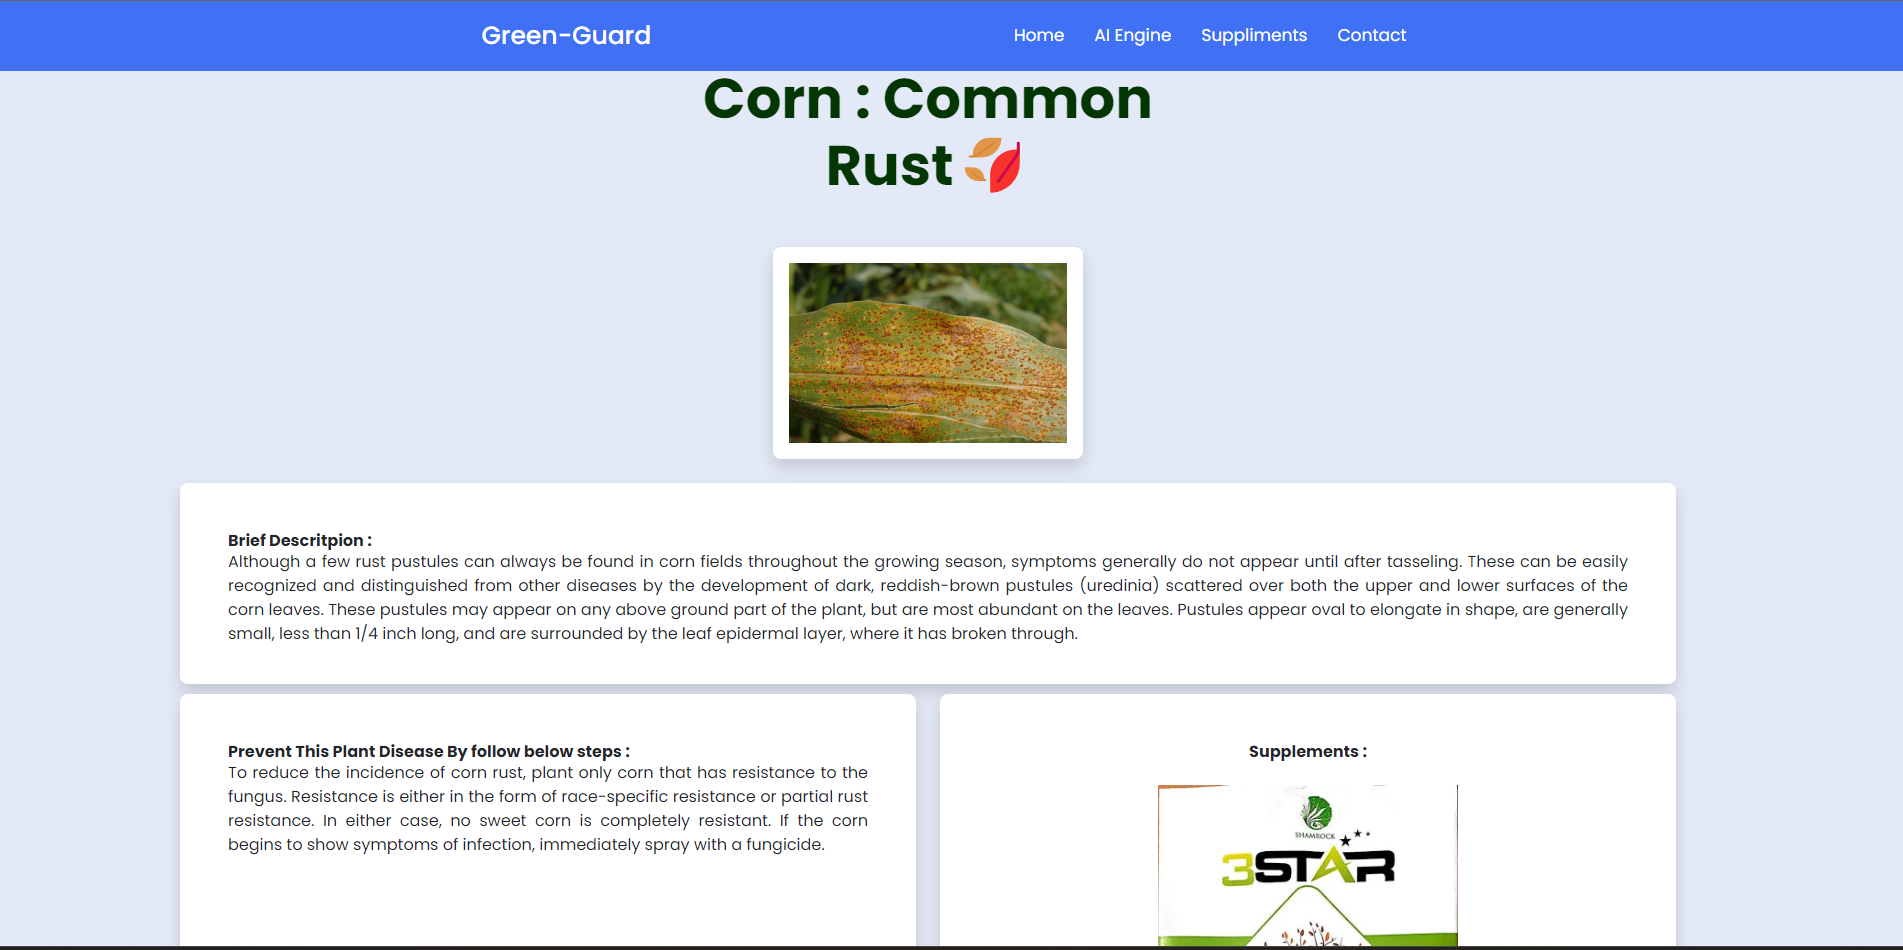 Green-Guard
Home AI Engine Suppliments Contact
Corn : Common
Rust 🍂
Brief Descritpion :
Although a few rust pustules can always be found in corn fields throughout the growing season, symptoms generally do not appear until after tasseling. These can be easily
recognized and distinguished from other diseases by the development of dark, reddish-brown pustules (uredinia) scattered over both the upper and lower surfaces of the
corn leaves. These pustules may appear on any above ground part of the plant, but are most abundant on the leaves. Pustules appear oval to elongate in shape, are generally
small, less than 1/4 inch long, and are surrounded by the leaf epidermal layer, where it has broken through.
Prevent This Plant Disease By follow below steps :
To reduce the incidence of corn rust, plant only corn that has resistance to the
fungus. Resistance is either in the form of race-specific resistance or partial rust
resistance. In either case, no sweet corn is completely resistant. If the corn
begins to show symptoms of infection, immediately spray with a fungicide.
Supplements :
SHAMROCK
3STAR